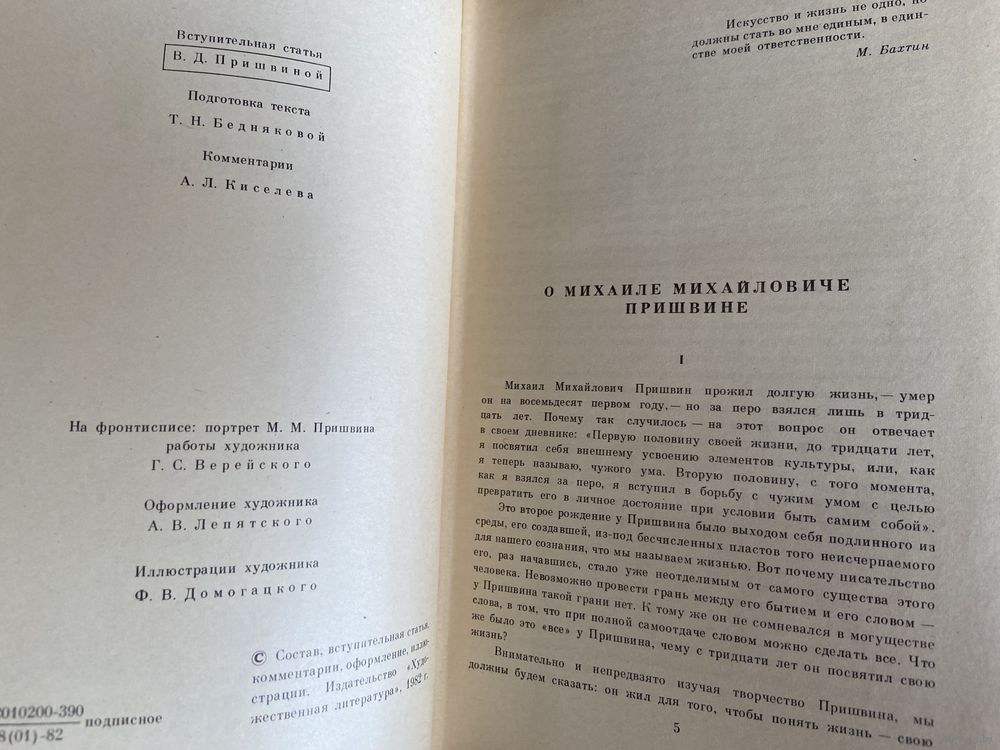 Вступительная статья
В. Д. Пришвиной
Подготовка текста
Т. Н. Бедняковой
Комментарии
А. Л. Киселева
На фронтисписе: портрет М. М. Пришвина
работы художника
Г. С. Верейского
Оформление художника
А. В. Лепятского
Иллюстрации художника
Ф. В. Домогацкого
© Состав, вступительная статья,
комментарии, оформление, иллю-
страции. Издательство «Худо-
жественная литература», 1982 г.
2010200-390
8(01)-82
подписное
Искусство и жизнь не одно, но
должны стать во мне единым, в един-
стве моей ответственности.
М. Бахтин
О МИХАИЛЕ МИХАЙЛОВИЧЕ
ПРИШВИНЕ
I
Михаил Михайлович Пришвин прожил долгую жизнь,— умер
он на восемьдесят первом году,— но за перо взялся лишь в трид-
цать лет. Почему так случилось — на этот вопрос он отвечает
в своем дневнике: «Первую половину своей жизни, до тридцати лет,
я посвятил себя внешнему усвоению элементов культуры, или, как
я теперь называю, чужого ума. Вторую половину, с того момента,
как я взялся за перо, я вступил в борьбу с чужим умом с целью
превратить его в личное достояние при условии быть самим собой».
Это второе рождение у Пришвина было выходом себя подлинного из
среды, его создавшей, из-под бесчисленных пластов того неисчерпаемого
для нашего сознания, что мы называем жизнью. Вот почему писательство
его, раз начавшись, стало уже неотделимым от самого существа этого
человека. Невозможно провести грань между его бытием и его словом —
у Пришвина такой грани нет. К тому же он не сомневался в могуществе
слова, в том, что при полной самоотдаче словом можно сделать все. Что
же было это «все» у Пришвина, чему с тридцати лет он посвятил свою
жизнь?
Внимательно и непредвзято изучая творчество Пришвина, мы
должны будем сказать: он жил для того, чтобы понять жизнь — свою
5